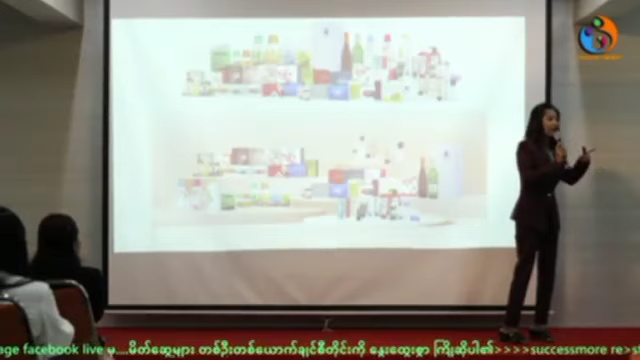 age facebook live မှ....မိတ်ဆွေများ တစ်ဦးတစ်ယောက်ချင်စီတိုင်းကို နွေးထွေးစွာ ကြိုဆိုပါ၏>>>>successmore re>s